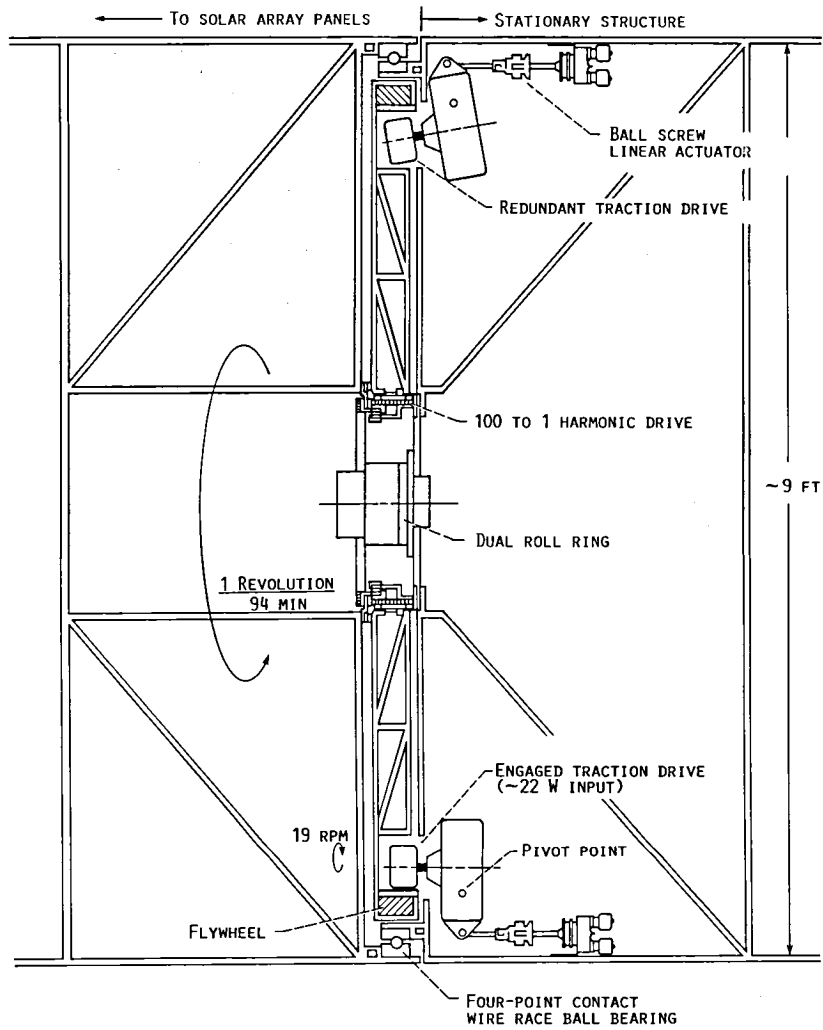 TO SOLAR ARRAY PANELS
STATIONARY STRUCTURE
BALL SCREW
LINEAR ACTUATOR
REDUNDANT TRACTION DRIVE
100 TO 1 HARMONIC DRIVE
~9 FT
DUAL ROLL RING
1 REVOLUTION
94 MIN
ENGAGED TRACTION DRIVE
(~22 W INPUT)
19 RPM
PIVOT POINT
FLYWHEEL
FOUR-POINT CONTACT
WIRE RACE BALL BEARING